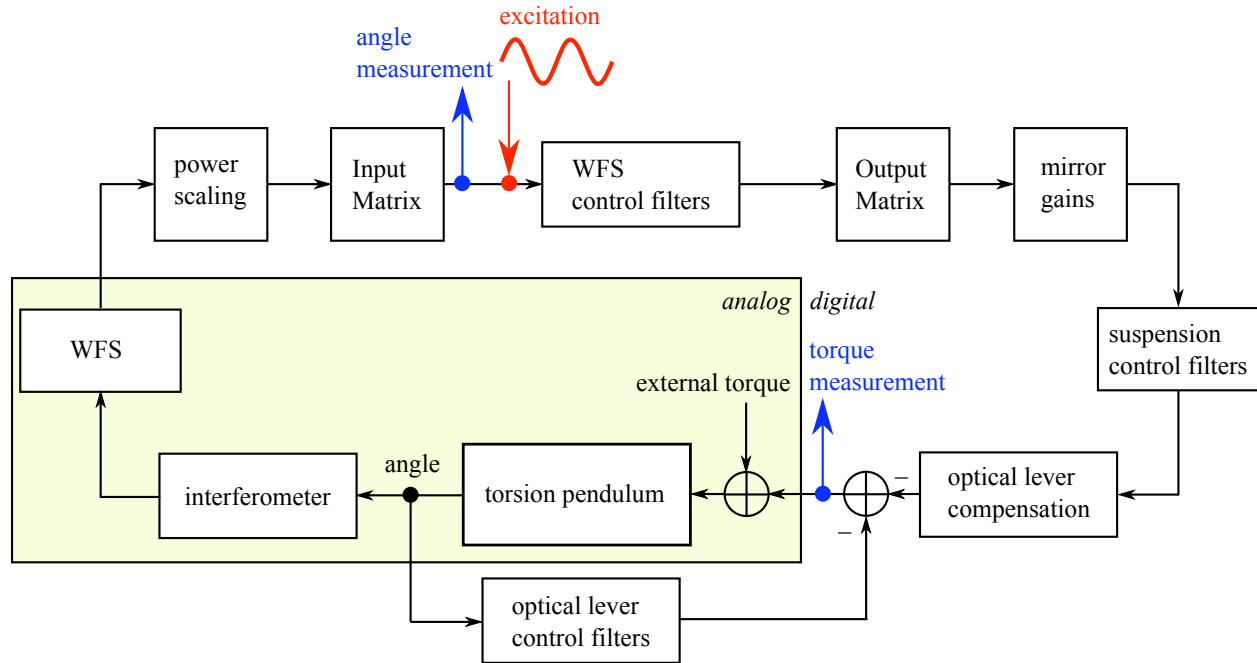 excitation
angle
measurement
power
scaling
Input
Matrix
WFS
control filters
Output
Matrix
mirror
gains
analog
digital
WFS
torque
measurement
suspension
control filters
external torque
angle
interferometer
torsion pendulum
–
optical lever
compensation
–
optical lever
control filters